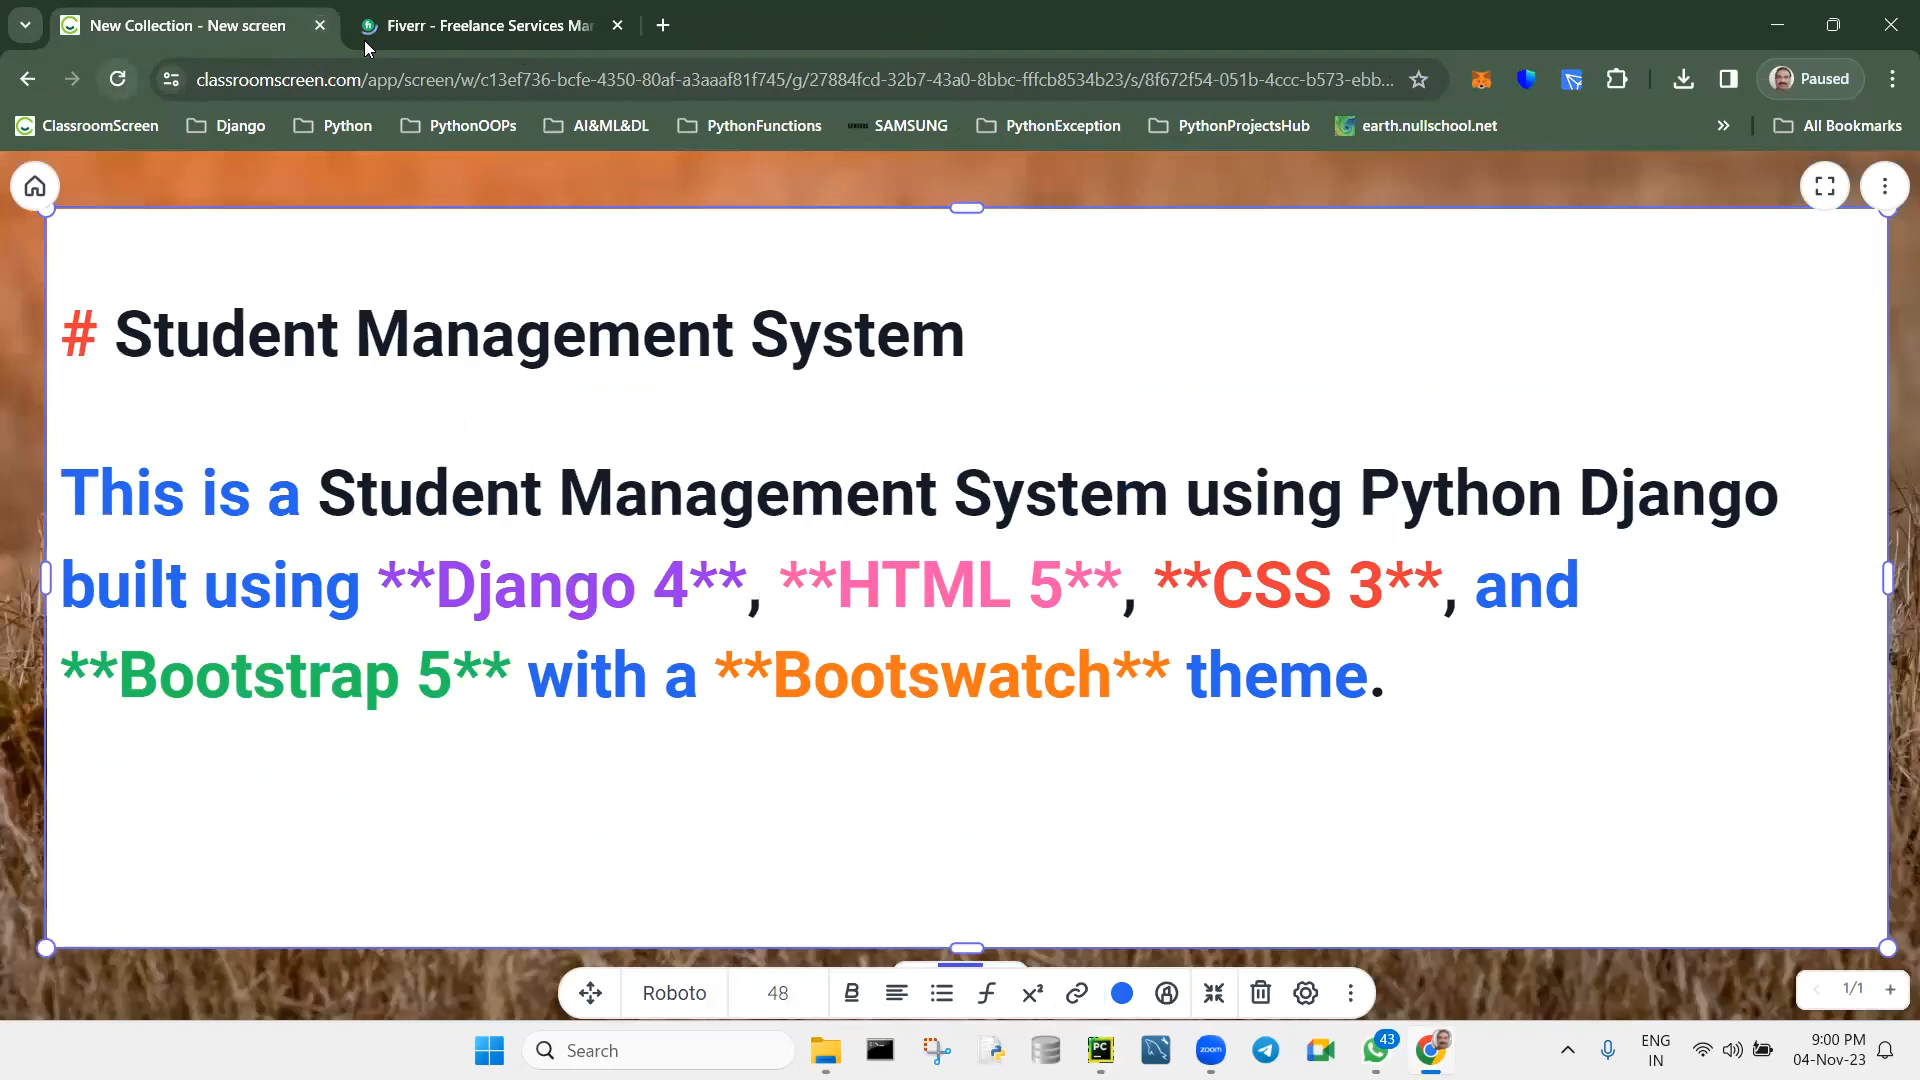 New Collection - New screen
Fiverr - Freelance Services Mar
classroomscreen.com/app/screen/w/c13ef736-bcfe-4350-80af-a3aaaf81f745/g/27884fcd-32b7-43a0-8bbc-fffcb8534b23/s/8f672f54-051b-4ccc-b573-ebb...
Paused
ClassroomScreen
Django
Python
PythonOOPs
AI&ML&DL
PythonFunctions
SAMSUNG
PythonException
PythonProjectsHub
earth.nullschool.net
All Bookmarks
# Student Management System
This is a Student Management System using Python Django
built using **Django 4**, **HTML 5**, **CSS 3**, and
**Bootstrap 5** with a **Bootswatch** theme.
Roboto
48
1/1
Search
PC
zoom
43
ENG
IN
9:00 PM
04-Nov-23